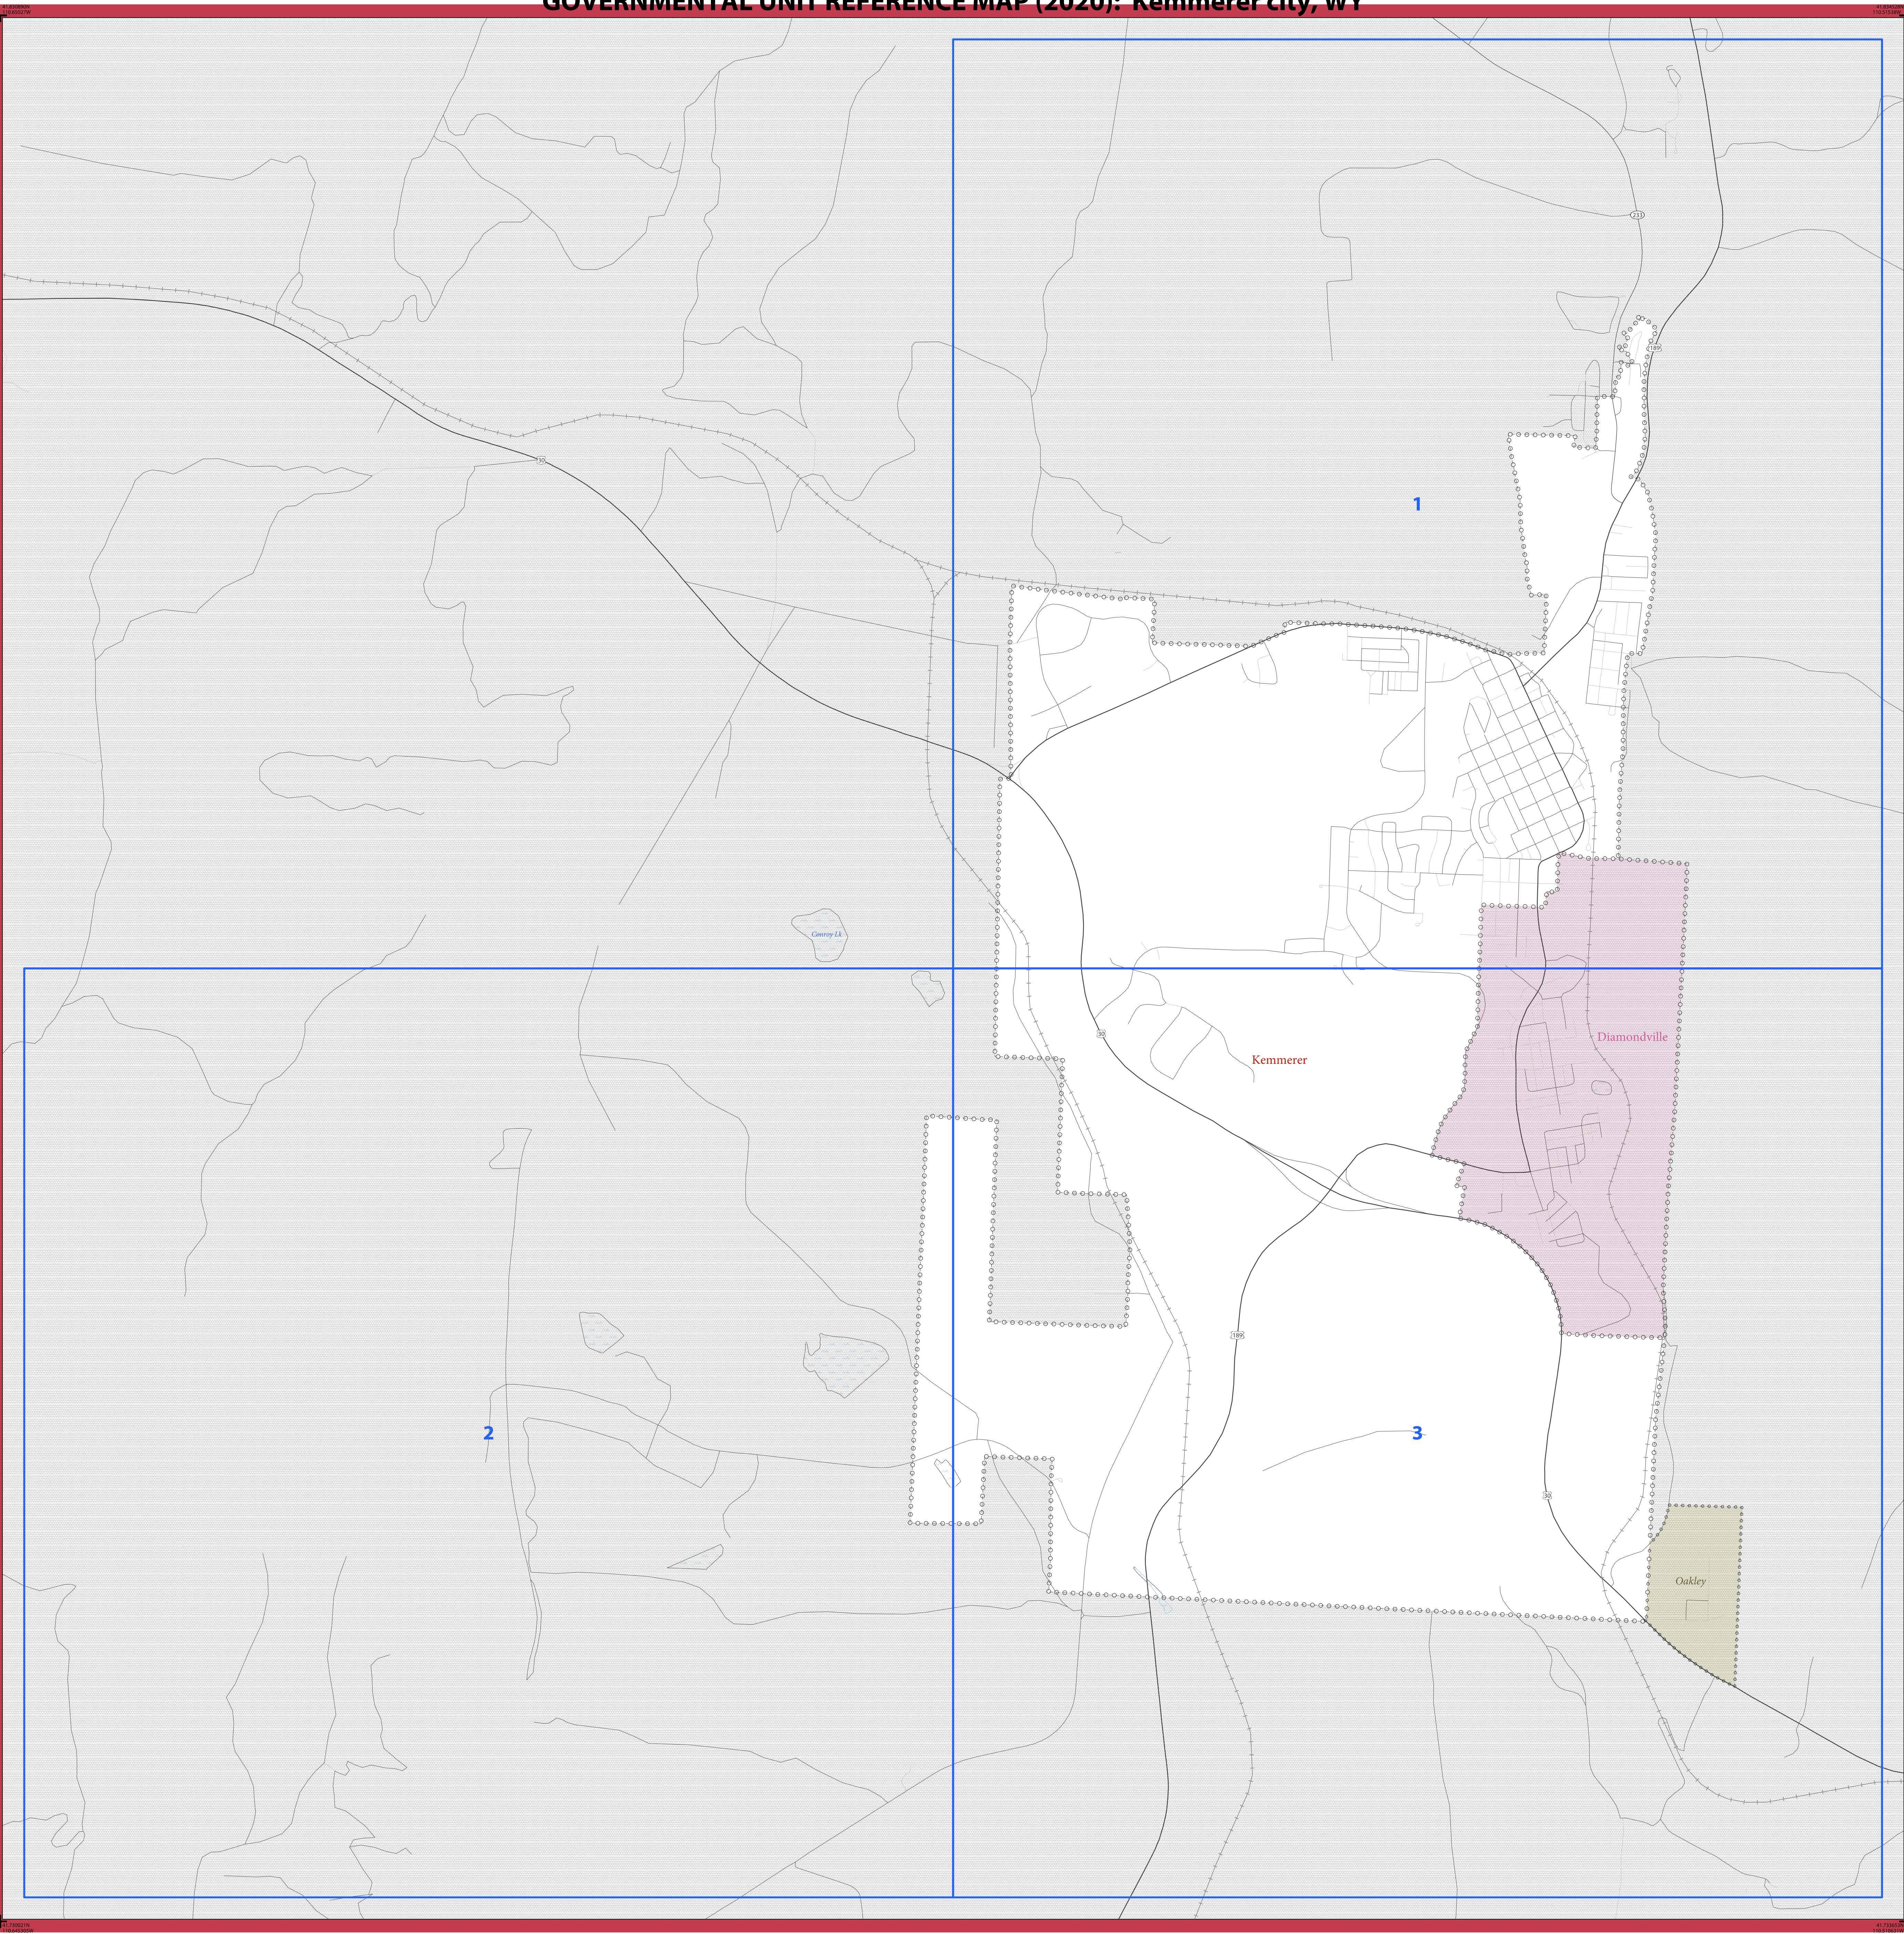 GOVERNMENTAL UNIT REFERENCE MAP (2020): Kemmerer city, WY
233
189
30
1
Conroy Lk
Diamondville
30
Kemmerer
189
2
3
30
Oakley